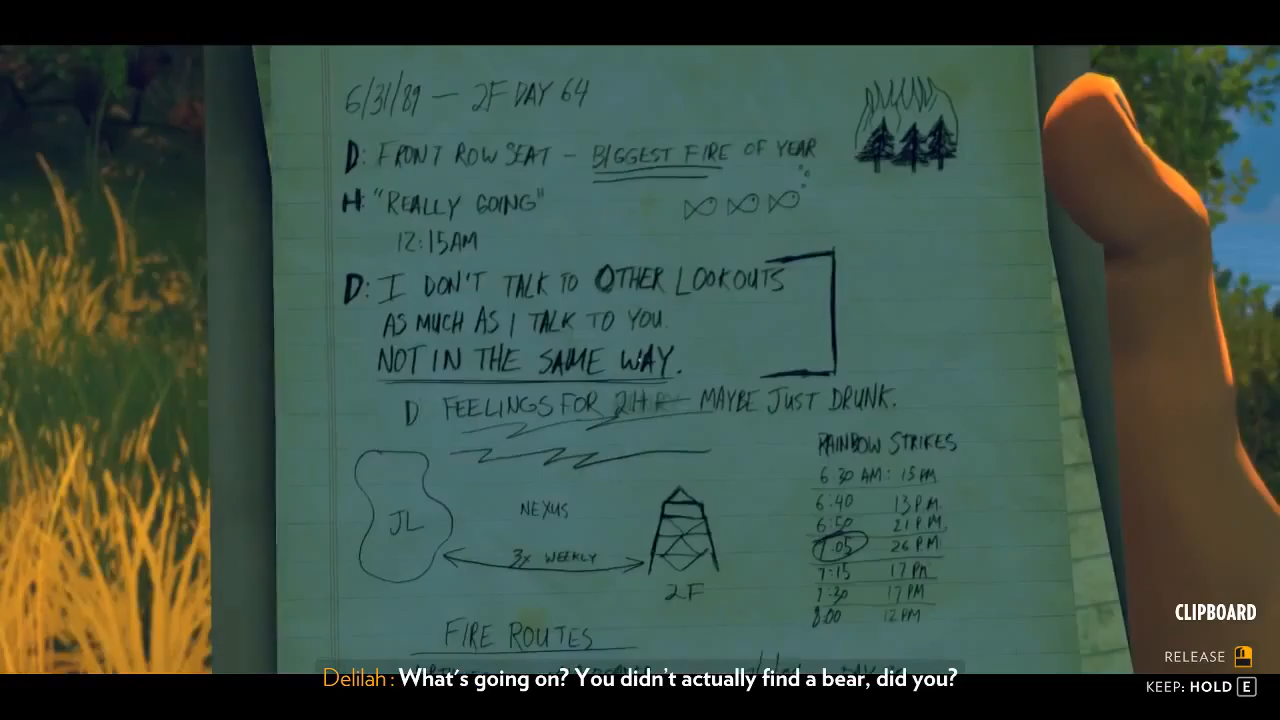 6/31/89 — 2F DAY 64
D: FRONT ROW SEAT — BIGGEST FIRE OF YEAR
H: "REALLY GOING"
12:15AM
D: I DON'T TALK TO OTHER LOOKOUTS
AS MUCH AS I TALK TO YOU.
NOT IN THE SAME WAY.
D FEELINGS FOR MAYBE JUST DRUNK.
RAINBOW STRIKES
6 30 AM: 15 PM
6:40 13 P.M.
6:50 21 P.M.
7:05 26 P.M
7:15 17 PM
7:30 17 PM
8:00 12 PM
JL
NEXUS
3x WEEKLY
2F
FIRE ROUTES
CLIPBOARD
RELEASE
KEEP: HOLD E
Delilah : What's going on? You didn't actually find a bear, did you?